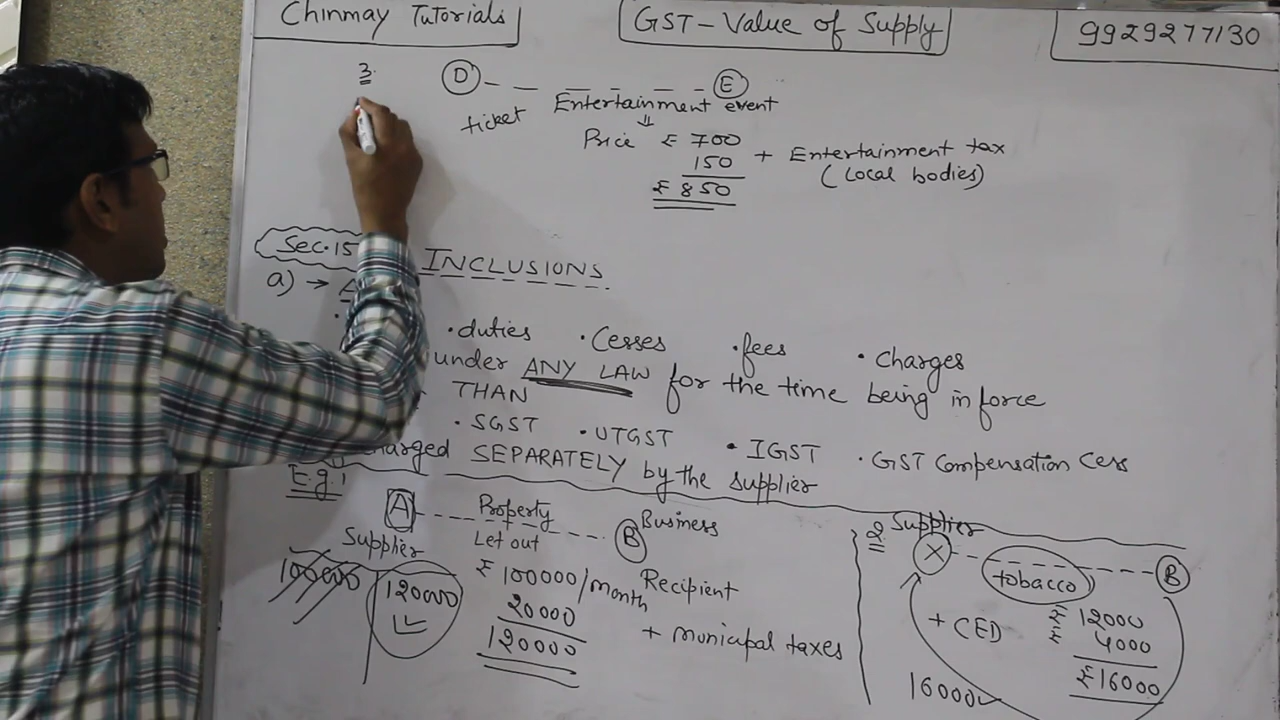 Chinmay Tutorials
GST - Value of Supply
9929277130
3.
D - - - - - - E
ticket Entertainment event
Price ₹ 700
150 + Entertainment tax
₹ 850 (local bodies)
Sec. 15
INCLUSIONS
a) →
• duties • Cesses • fees • charges
under ANY LAW for the time being in force
THAN
• SGST • UTGST • IGST • GST Compensation Cess
charged SEPARATELY by the supplier
E.g. 1
A Property B Business
Supplier Let out
100000
120000
₹ 100000/month Recipient
20000
+ municipal taxes
120000
2 Supplier
X - - tobacco - - - B
₹ 12000
+ CED ₹ 4000
₹ 16000
16000